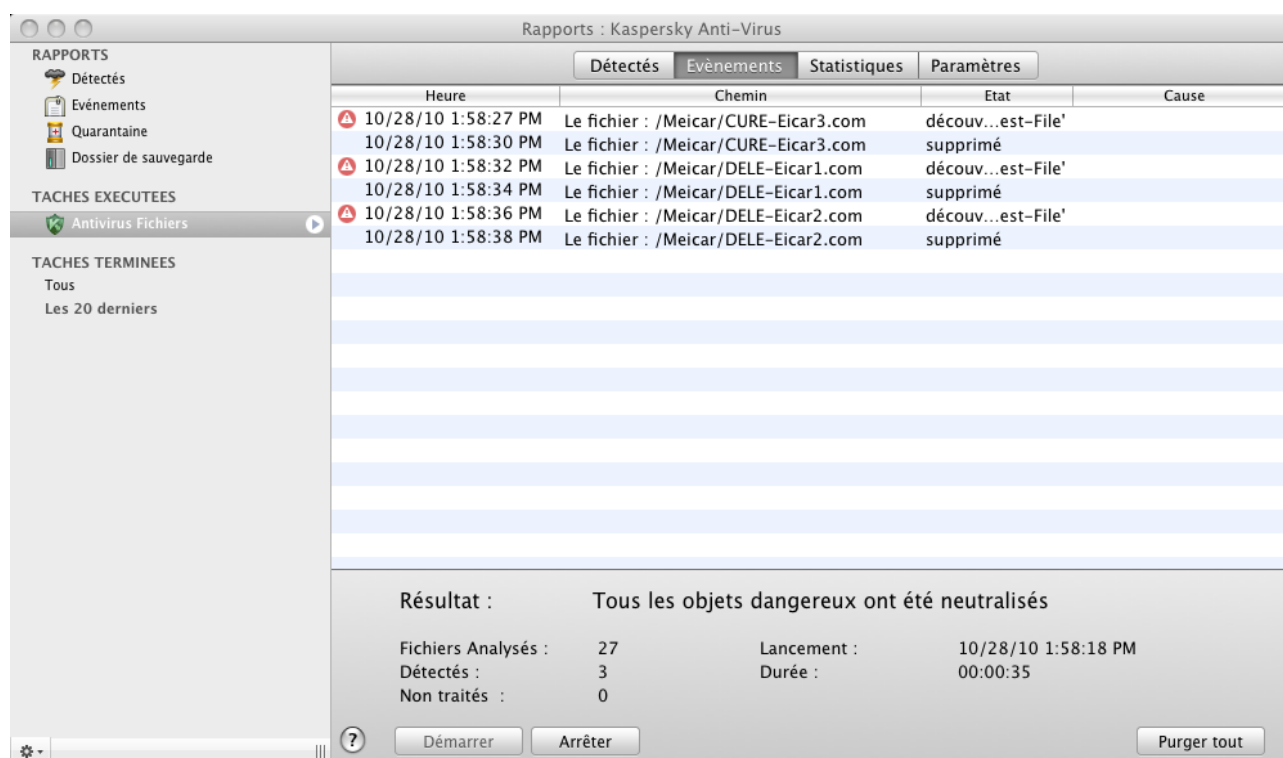 Rapports : Kaspersky Anti-Virus
RAPPORTS
Détectés
Evénements
Quarantaine
Dossier de sauvegarde
TACHES EXECUTEES
Antivirus Fichiers
TACHES TERMINEES
Tous
Les 20 derniers
Détectés Evènements Statistiques Paramètres
Heure Chemin Etat Cause
10/28/10 1:58:27 PM Le fichier : /Meicar/CURE-Eicar3.com découv...est-File'
10/28/10 1:58:30 PM Le fichier : /Meicar/CURE-Eicar3.com supprimé
10/28/10 1:58:32 PM Le fichier : /Meicar/DELE-Eicar1.com découv...est-File'
10/28/10 1:58:34 PM Le fichier : /Meicar/DELE-Eicar1.com supprimé
10/28/10 1:58:36 PM Le fichier : /Meicar/DELE-Eicar2.com découv...est-File'
10/28/10 1:58:38 PM Le fichier : /Meicar/DELE-Eicar2.com supprimé
Résultat : Tous les objets dangereux ont été neutralisés
Fichiers Analysés : 27 Lancement : 10/28/10 1:58:18 PM
Détectés : 3 Durée : 00:00:35
Non traités : 0
? Démarrer Arrêter Purger tout